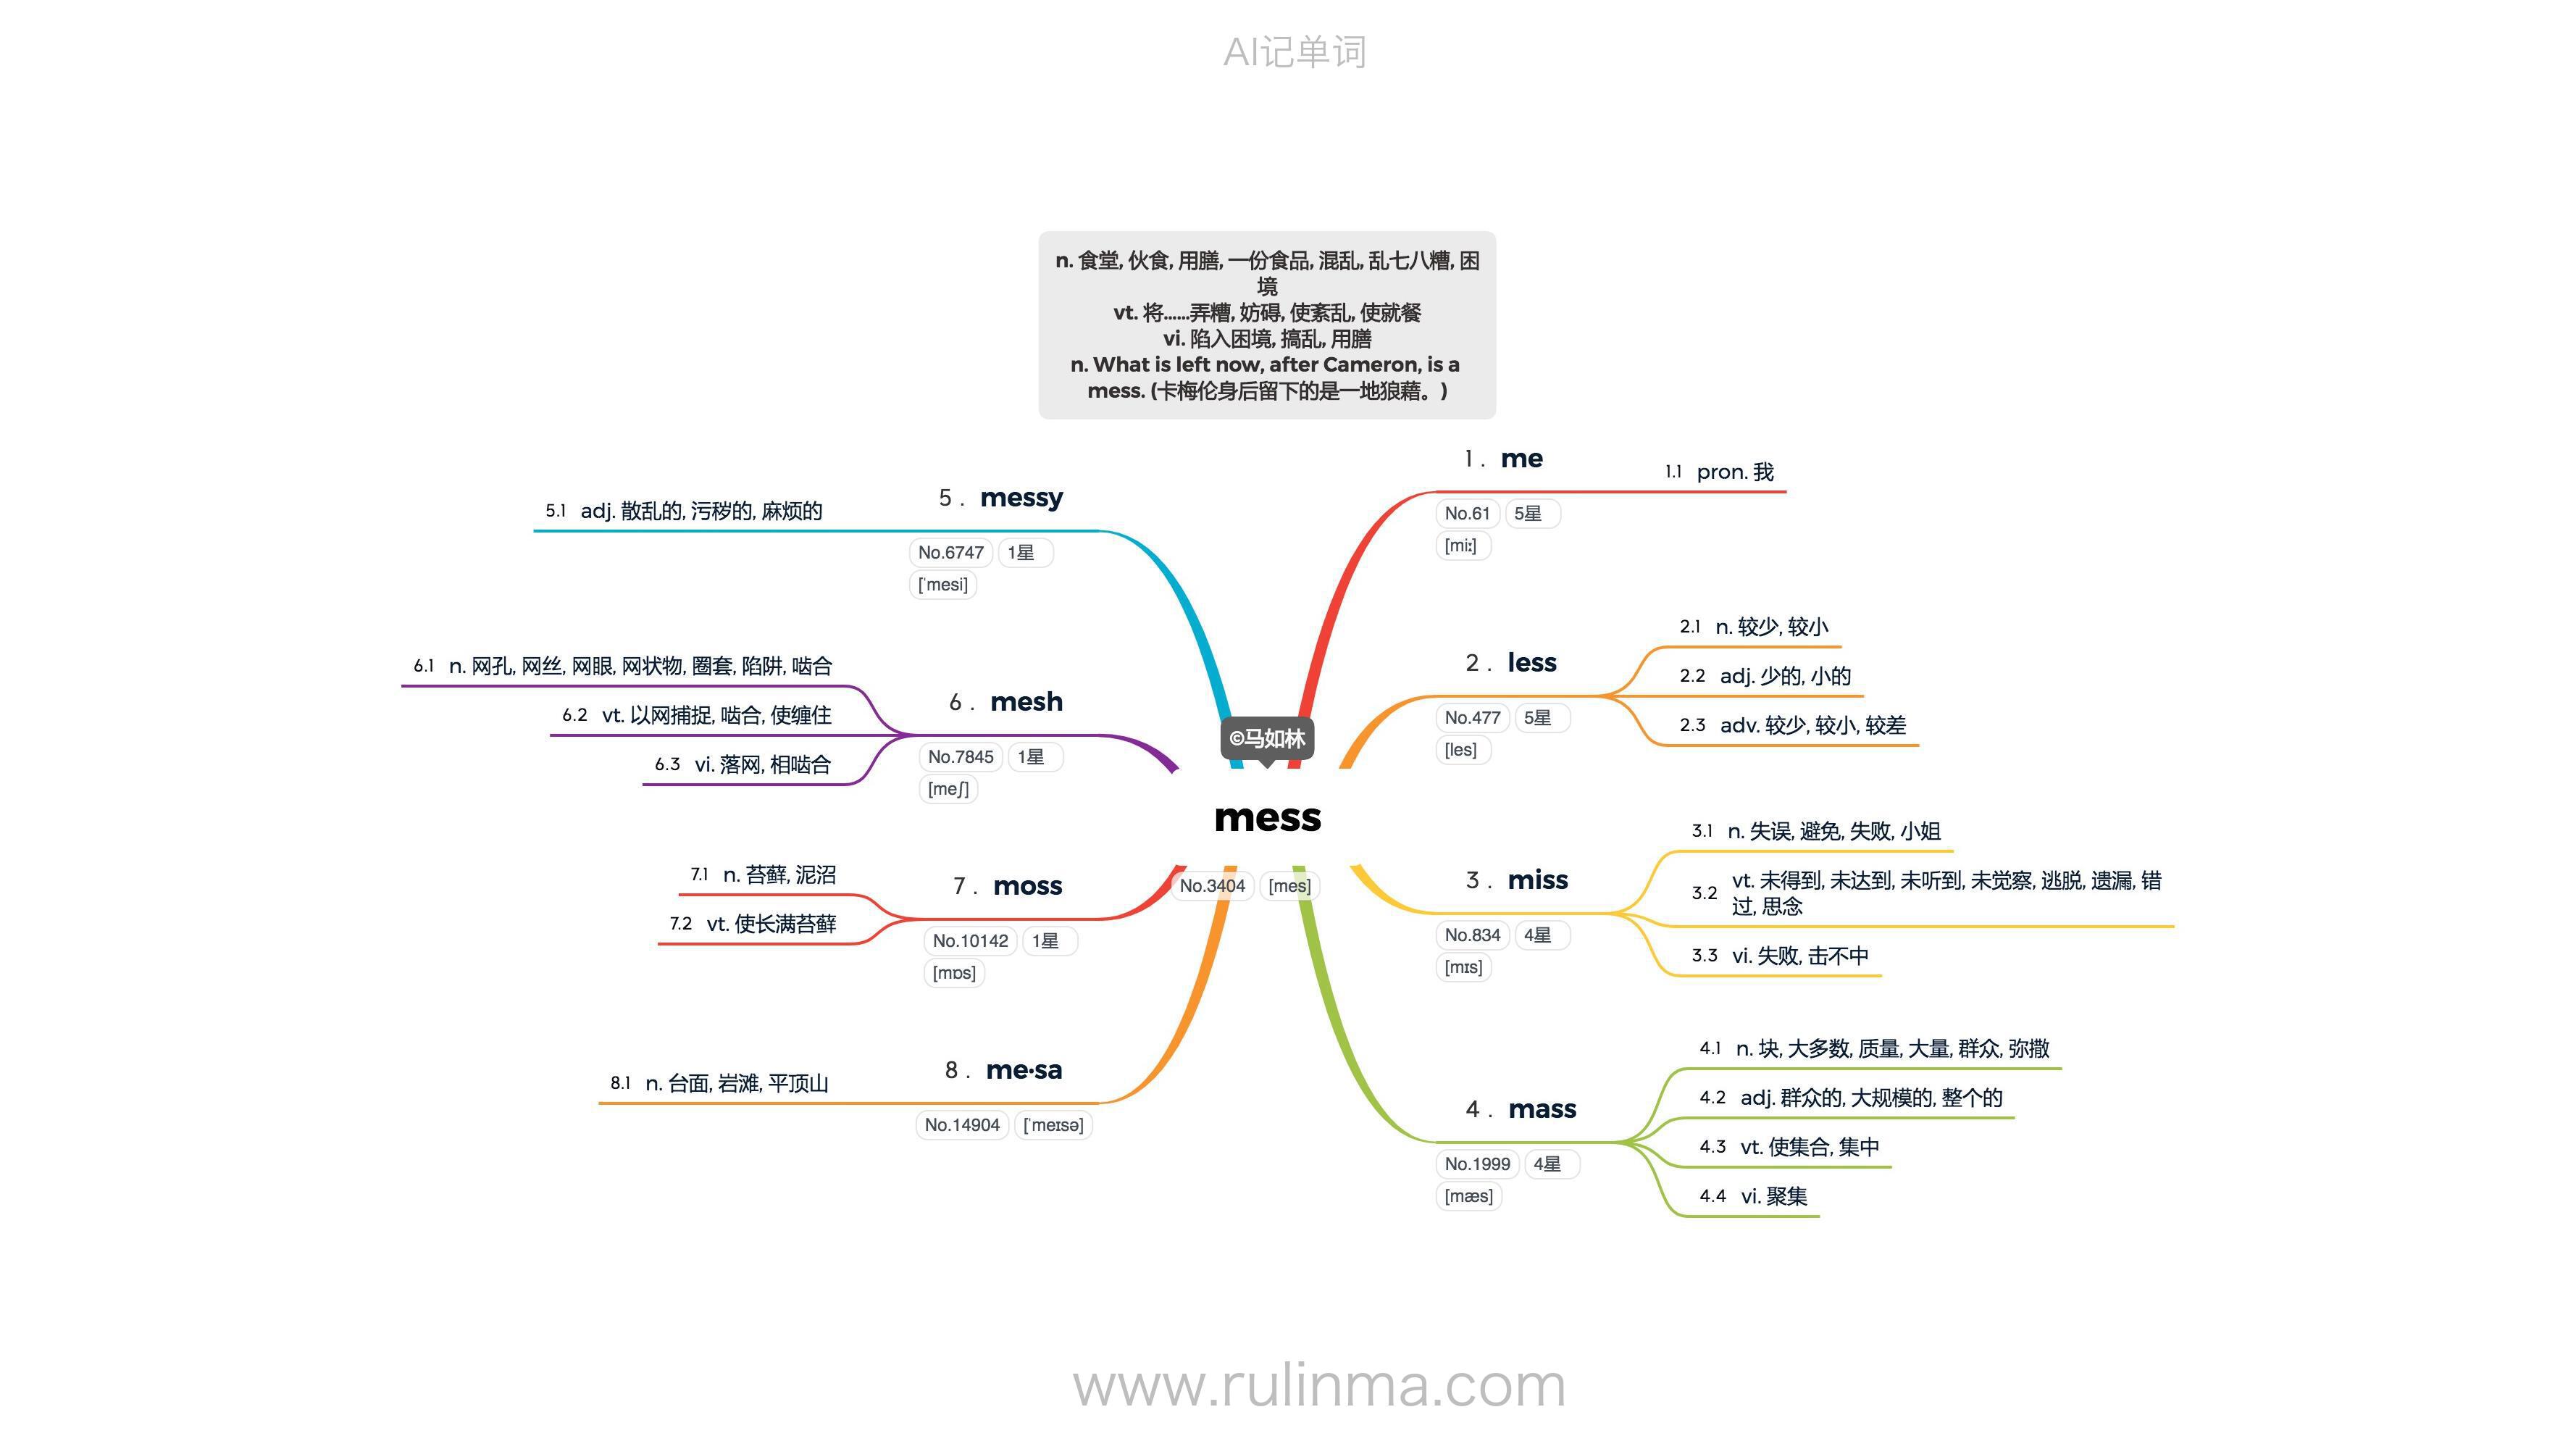 AI记单词
n. 食堂, 伙食, 用膳, 一份食品, 混乱, 乱七八糟, 困
境
vt. 将......弄糟, 妨碍, 使紊乱, 使就餐
vi. 陷入困境, 搞乱, 用膳
n. What is left now, after Cameron, is a
mess. (卡梅伦身后留下的是一地狼藉。)
©马如林
mess
No.3404 [mes]
1 . me
No.61 5星
[miː]
1.1 pron. 我
2 . less
No.477 5星
[les]
2.1 n. 较少, 较小
2.2 adj. 少的, 小的
2.3 adv. 较少, 较小, 较差
3 . miss
No.834 4星
[mɪs]
3.1 n. 失误, 避免, 失败, 小姐
3.2 vt. 未得到, 未达到, 未听到, 未觉察, 逃脱, 遗漏, 错
过, 思念
3.3 vi. 失败, 击不中
4 . mass
No.1999 4星
[mæs]
4.1 n. 块, 大多数, 质量, 大量, 群众, 弥撒
4.2 adj. 群众的, 大规模的, 整个的
4.3 vt. 使集合, 集中
4.4 vi. 聚集
5 . messy
No.6747 1星
[ˈmesi]
5.1 adj. 散乱的, 污秽的, 麻烦的
6 . mesh
No.7845 1星
[meʃ]
6.1 n. 网孔, 网丝, 网眼, 网状物, 圈套, 陷阱, 啮合
6.2 vt. 以网捕捉, 啮合, 使缠住
6.3 vi. 落网, 相啮合
7 . moss
No.10142 1星
[mɒs]
7.1 n. 苔藓, 泥沼
7.2 vt. 使长满苔藓
8 . me·sa
No.14904 [ˈmeɪsə]
8.1 n. 台面, 岩滩, 平顶山
www.rulinma.com